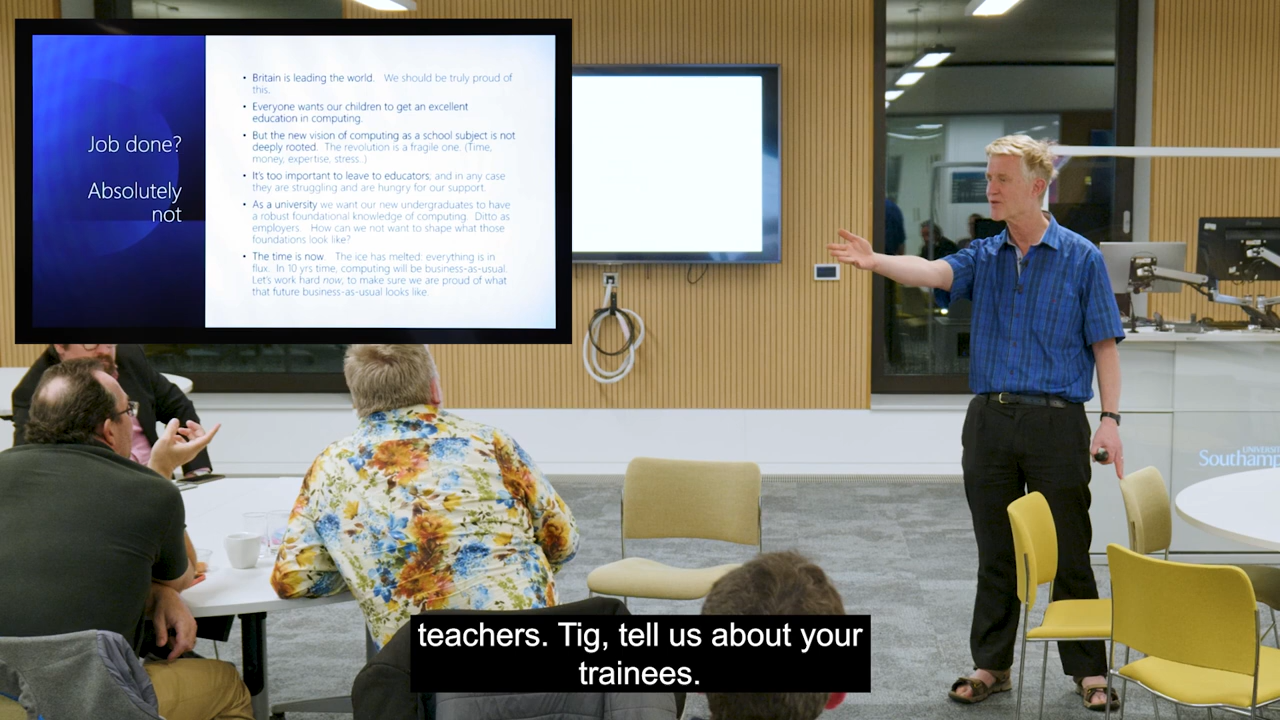 Job done?
Absolutely
not
• Britain is leading the world. We should be truly proud of
this.
• Everyone wants our children to get an excellent
education in computing.
• But the new vision of computing as a school subject is not
deeply rooted. The revolution is a fragile one. (Time,
money, expertise, stress..)
• It's too important to leave to educators, and in any case
they are struggling and are hungry for our support.
• As a university we want our new undergraduates to have
a robust foundational knowledge of computing. Ditto as
employers. How can we not want to shape what those
foundations look like?
• The time is now. The ice has melted: everything is in
flux. In 10 yrs time, computing will be business-as-usual.
Let's work hard now, to make sure we are proud of what
that future business-as-usual looks like.
teachers. Tig, tell us about your
trainees.